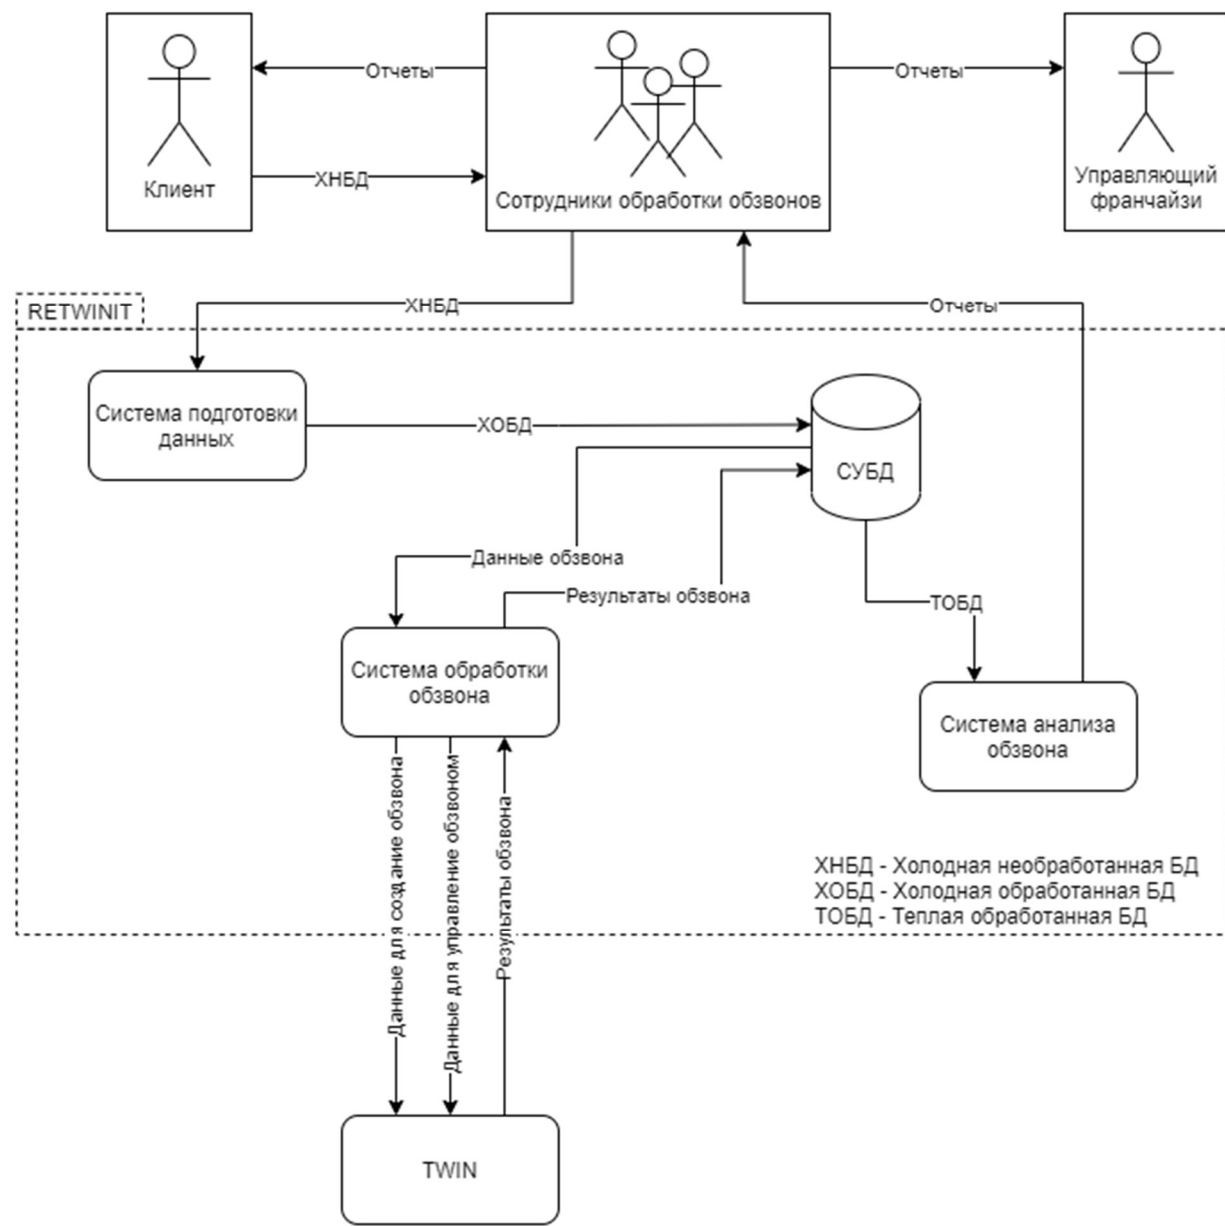 Отчеты
Отчеты
ХНБД
Клиент
Сотрудники обработки обзвонов
Управляющий
франчайзи
RETWINIT
ХНБД
Отчеты
Система подготовки
данных
ХОБД
СУБД
Данные обзвона
Результаты обзвона
ТОБД
Система обработки
обзвона
Система анализа
обзвона
Данные для создание обзвона
Данные для управление обзвоном
Результаты обзвона
ХНБД - Холодная необработанная БД
ХОБД - Холодная обработанная БД
ТОБД - Теплая обработанная БД
TWIN